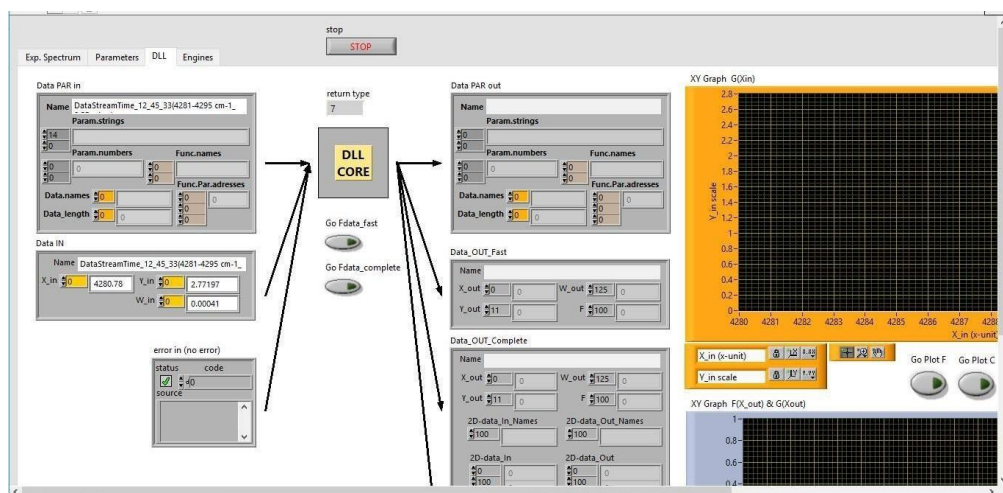 stop
STOP
Exp. Spectrum Parameters DLL Engines
Data PAR in
Name DataStreamTime_12_45_33(4281-4295 cm-1_
Param.strings
14
0
Param.numbers Func.names
0 0 0
0 0
Func.Par.adresses
Data.names 0 0 0
0
Data_length 0 0 0
Data IN
Name DataStreamTime_12_45_33(4281-4295 cm-1_
X_in 0 4280.78 Y_in 0 2.77197
W_in 0 0.00041
error in (no error)
status code
d0
source
return type
7
DLL
CORE
Go Fdata_fast
Go Fdata_complete
Data PAR out
Name
Param.strings
0
0
Param.numbers Func.names
0 0 0
0 0
Func.Par.adresses
Data.names 0 0 0
0
Data_length 0 0 0
Data_OUT_Fast
Name
X_out 0 0 W_out 125 0
Y_out 11 0 F 100 0
Data_OUT_Complete
Name
X_out 0 0 W_out 125 0
Y_out 11 0 F 100 0
2D-data_In_Names 2D-data_Out_Names
100 100
2D-data_In 2D-data_Out
0 0 0 0
100 100
XY Graph G(Xin)
Y_in scale
2.8
2.6
2.4
2.2
2
1.8
1.6
1.4
1.2
1
0.8
0.6
0.4
0.2
0
4280 4281 4282 4283 4284 4285 4286 4287 428
X_in (x-unit)
X_in (x-unit)
Y_in scale
Go Plot F Go Plot C
XY Graph F(X_out) & G(Xout)
1
0.8
0.6
0.4